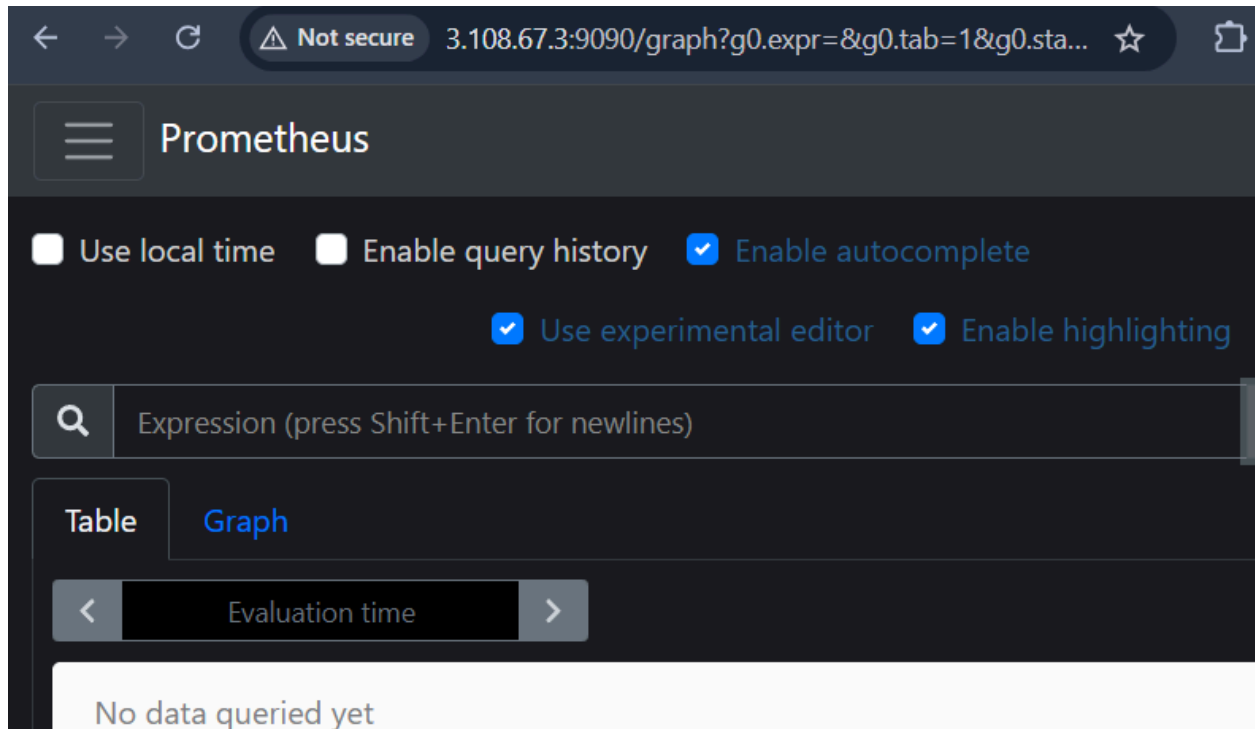 Not secure 3.108.67.3:9090/graph?g0.expr=&g0.tab=1&g0.sta...
Prometheus
Use local time Enable query history Enable autocomplete
Use experimental editor Enable highlighting
Expression (press Shift+Enter for newlines)
Table Graph
Evaluation time
No data queried yet